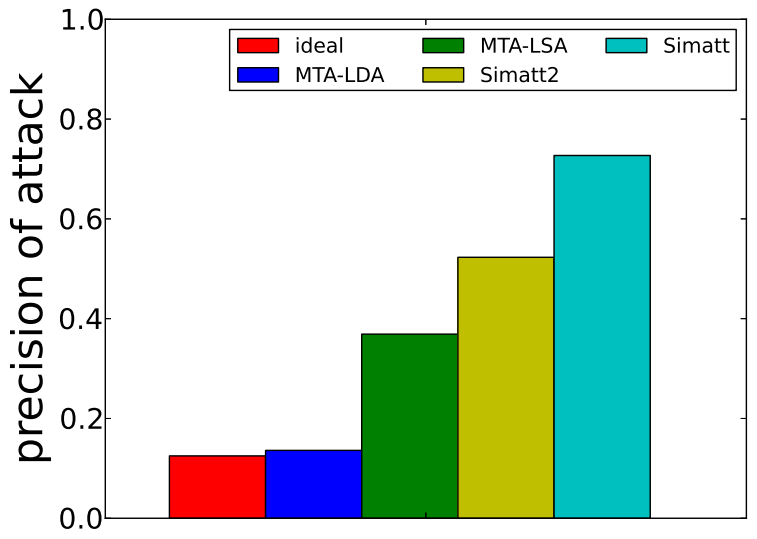 1.0
0.8
0.6
0.4
0.2
0.0
precision of attack
ideal
MTA-LDA
MTA-LSA
Simatt2
Simatt